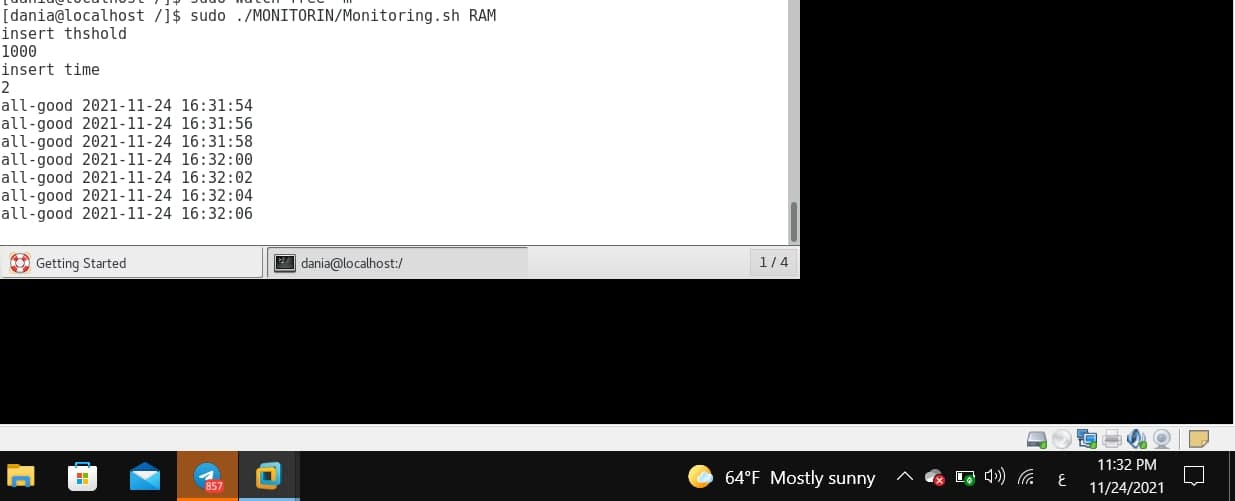 [dania@localhost /]$ sudo watch free -m
[dania@localhost /]$ sudo ./MONITORIN/Monitoring.sh RAM
insert thshold
1000
insert time
2
all-good 2021-11-24 16:31:54
all-good 2021-11-24 16:31:56
all-good 2021-11-24 16:31:58
all-good 2021-11-24 16:32:00
all-good 2021-11-24 16:32:02
all-good 2021-11-24 16:32:04
all-good 2021-11-24 16:32:06
Getting Started
dania@localhost:/
1 / 4
857
64°F Mostly sunny
ع
11:32 PM
11/24/2021